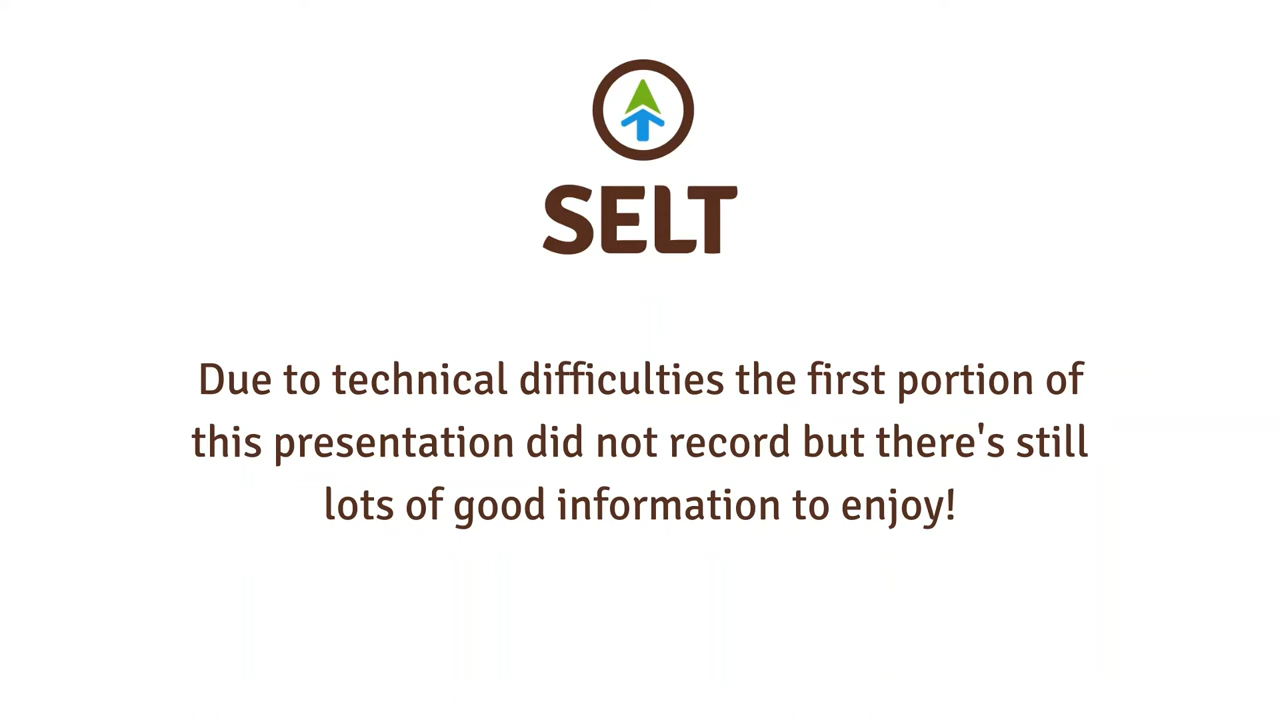 SELT
Due to technical difficulties the first portion of
this presentation did not record but there's still
lots of good information to enjoy!